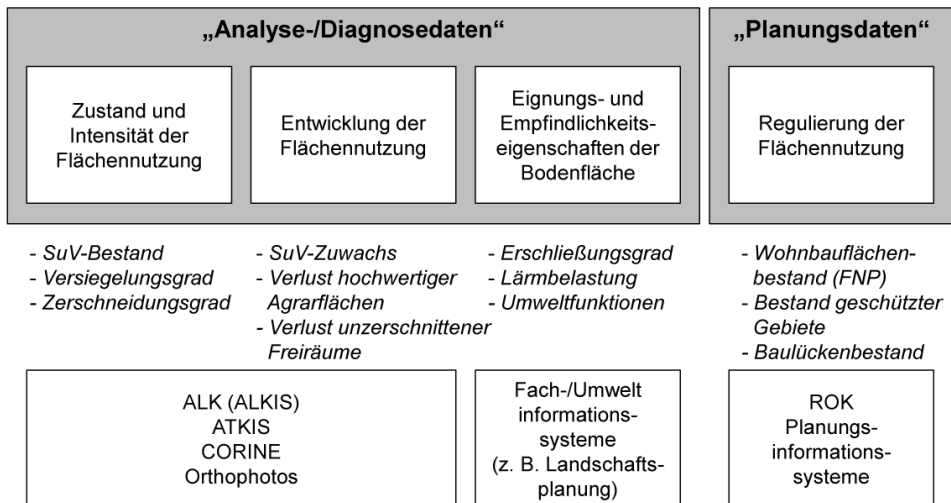 „Analyse-/Diagnosedaten“
„Planungsdaten“
Zustand und
Intensität der
Flächennutzung
Entwicklung der
Flächennutzung
Eignungs- und
Empfindlichkeits-
eigenschaften der
Bodenfläche
Regulierung der
Flächennutzung
- SuV-Bestand
- Versiegelungsgrad
- Zerschneidungsgrad
- SuV-Zuwachs
- Verlust hochwertiger
Agrarflächen
- Verlust unzerschnittener
Freiräume
- Erschließungsgrad
- Lärmbelastung
- Umweltfunktionen
- Wohnbauflächen-
bestand (FNP)
- Bestand geschützter
Gebiete
- Baulückenbestand
ALK (ALKIS)
ATKIS
CORINE
Orthophotos
Fach-/Umwelt
informations-
systeme
(z. B. Landschafts-
planung)
ROK
Planungs-
informations-
systeme